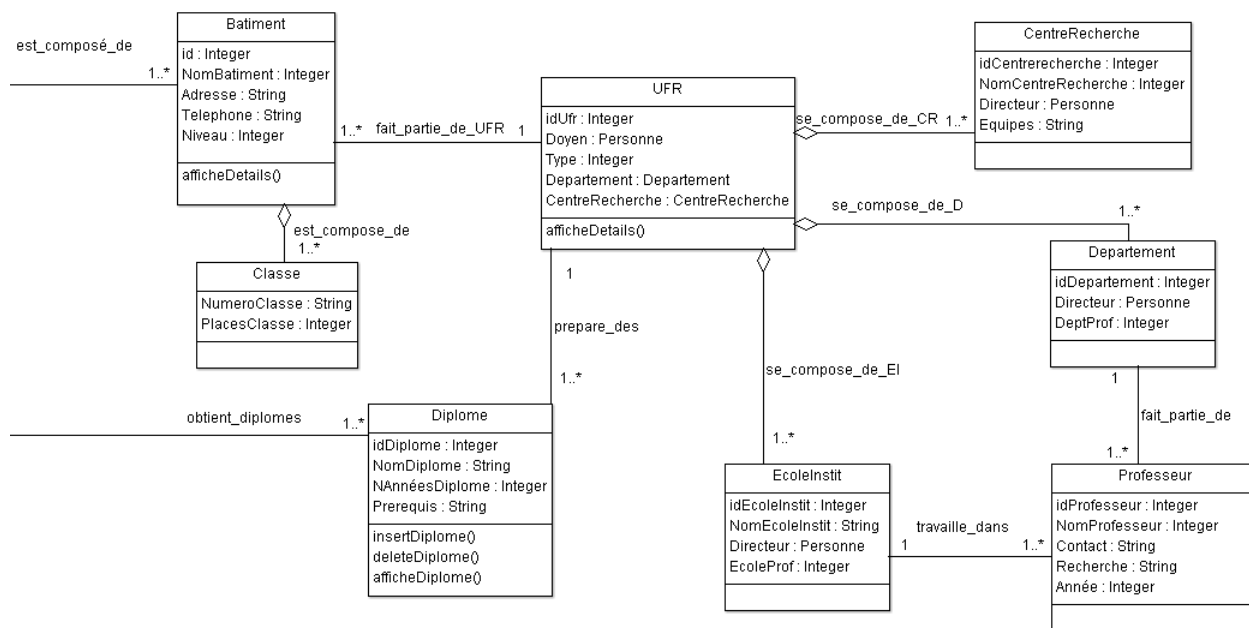 est_composé_de
1..*
Batiment
id : Integer
NomBatiment : Integer
Adresse : String
Telephone : String
Niveau : Integer
afficheDetails()
1..*
fait_partie_de_UFR
1
UFR
idUfr : Integer
Doyen : Personne
Type : Integer
Departement : Departement
CentreRecherche : CentreRecherche
afficheDetails()
se_compose_de_CR
1..*
CentreRecherche
idCentrerecherche : Integer
NomCentreRecherche : Integer
Directeur : Personne
Equipes : String
est_compose_de
1..*
Classe
NumeroClasse : String
PlacesClasse : Integer
se_compose_de_D
1..*
Departement
idDepartement : Integer
Directeur : Personne
DeptProf : Integer
1
prepare_des
1..*
se_compose_de_EI
1..*
1
fait_partie_de
1..*
obtient_diplomes
1..*
Diplome
idDiplome : Integer
NomDiplome : String
NAnnéesDiplome : Integer
Prerequis : String
insertDiplome()
deleteDiplome()
afficheDiplome()
EcoleInstit
idEcoleInstit : Integer
NomEcoleInstit : String
Directeur : Personne
EcoleProf : Integer
travaille_dans
1
1..*
Professeur
idProfesseur : Integer
NomProfesseur : Integer
Contact : String
Recherche : String
Année : Integer